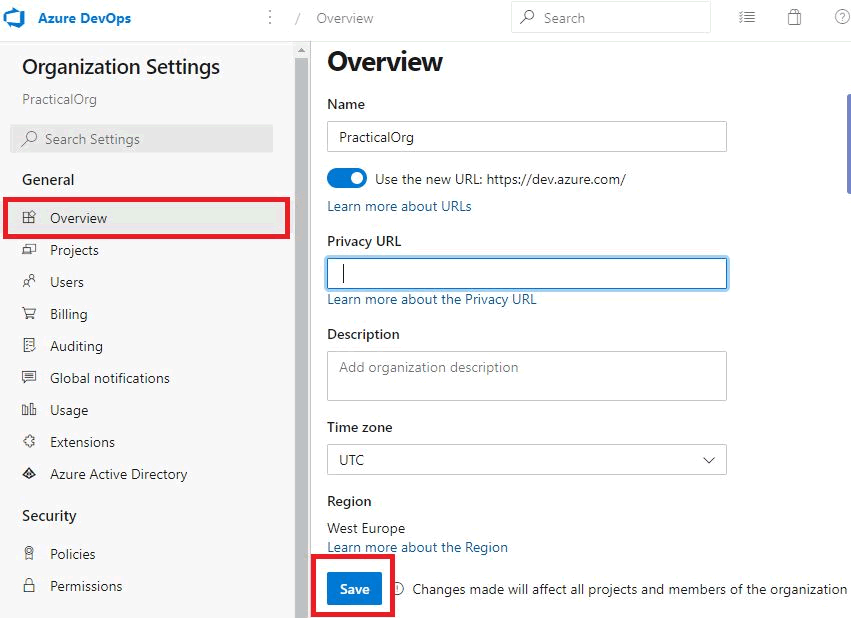 Azure DevOps
/ Overview
Search
Organization Settings
PracticalOrg
Search Settings
General
Overview
Projects
Users
Billing
Auditing
Global notifications
Usage
Extensions
Azure Active Directory
Security
Policies
Permissions
Overview
Name
PracticalOrg
Use the new URL: https://dev.azure.com/
Learn more about URLs
Privacy URL
Learn more about the Privacy URL
Description
Add organization description
Time zone
UTC
Region
West Europe
Learn more about the Region
Save
Changes made will affect all projects and members of the organization